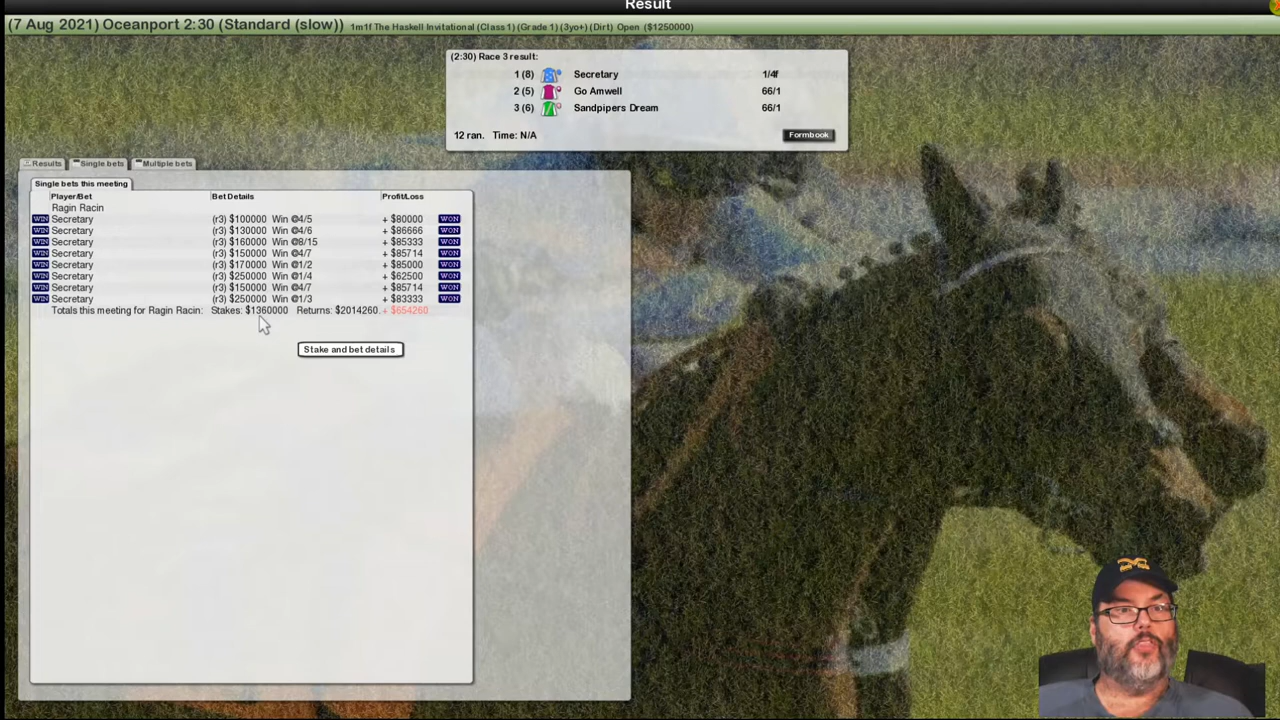 Result
(7 Aug 2021) Oceanport 2:30 (Standard (slow)) 1m1f The Haskell Invitational (Class 1) (Grade 1) (3yo+) (Dirt) Open ($1250000)
(2:30) Race 3 result:
1 (8) Secretary 1/4f
2 (5) Go Amwell 66/1
3 (6) Sandpipers Dream 66/1
12 ran. Time: N/A Formbook
Results Single bets Multiple bets
Single bets this meeting
Player/Bet Bet Details Profit/Loss
Ragin Racin
WIN Secretary (r3) $100000 Win @4/5 + $80000 WON
WIN Secretary (r3) $130000 Win @4/6 + $86666 WON
WIN Secretary (r3) $160000 Win @8/15 + $85333 WON
WIN Secretary (r3) $150000 Win @4/7 + $85714 WON
WIN Secretary (r3) $170000 Win @1/2 + $85000 WON
WIN Secretary (r3) $250000 Win @1/4 + $62500 WON
WIN Secretary (r3) $150000 Win @4/7 + $85714 WON
WIN Secretary (r3) $250000 Win @1/3 + $83333 WON
Totals this meeting for Ragin Racin: Stakes: $1360000 Returns: $2014260. + $654260
Stake and bet details